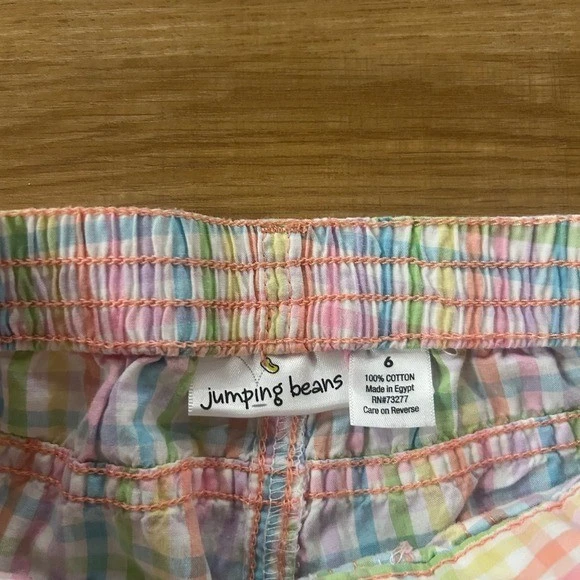 jumping beans
6
100% COTTON
Made in Egypt
RN#73277
Care on Reverse